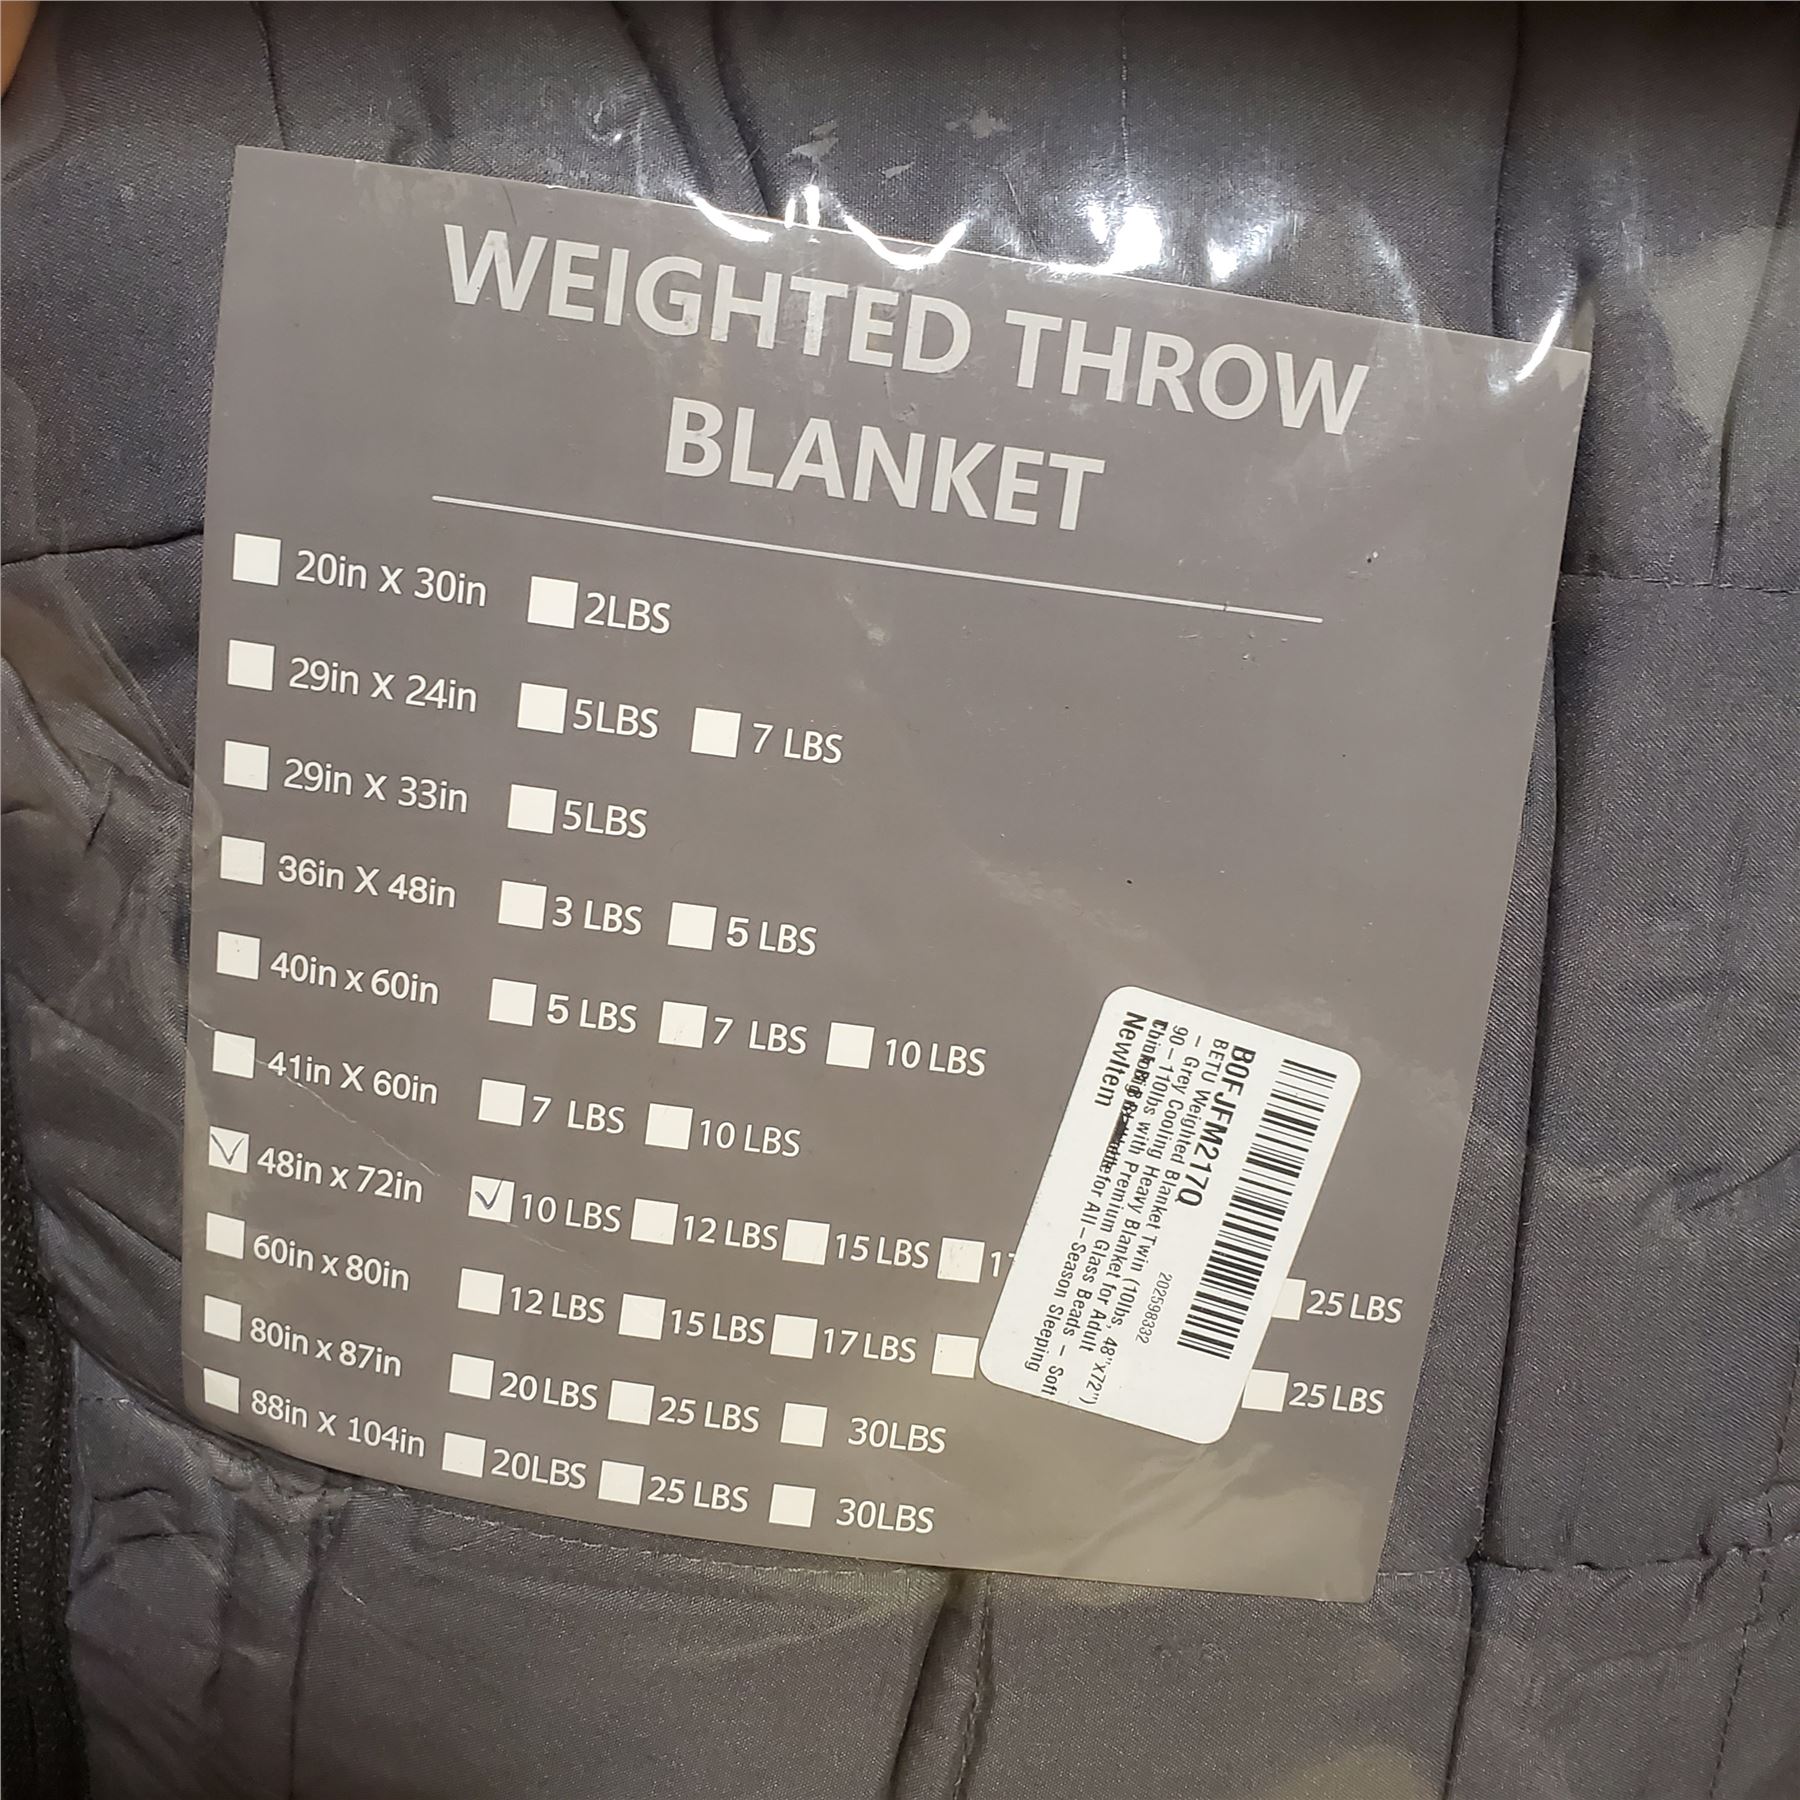 WEIGHTED THROW
BLANKET
20in X 30in 2LBS
29in X 24in 5LBS 7 LBS
29in X 33in 5LBS
36in X 48in 3 LBS 5 LBS
40in x 60in 5 LBS 7 LBS 10 LBS
41in X 60in 7 LBS 10 LBS
48in x 72in 10 LBS 12 LBS 15 LBS 25 LBS
60in x 80in 12 LBS 15 LBS 17 LBS 25 LBS
80in x 87in 20 LBS 25 LBS 30LBS
88in x 104in 20LBS 25 LBS 30LBS
202598332
B0FJFM217Q
BETU Weighted Blanket Twin (10lbs, 48"x72")
- Grey Cooling Heavy Blanket for Adult
90-110lbs with Premium Glass Beads - Soft
for All-Season Sleeping
NewItem